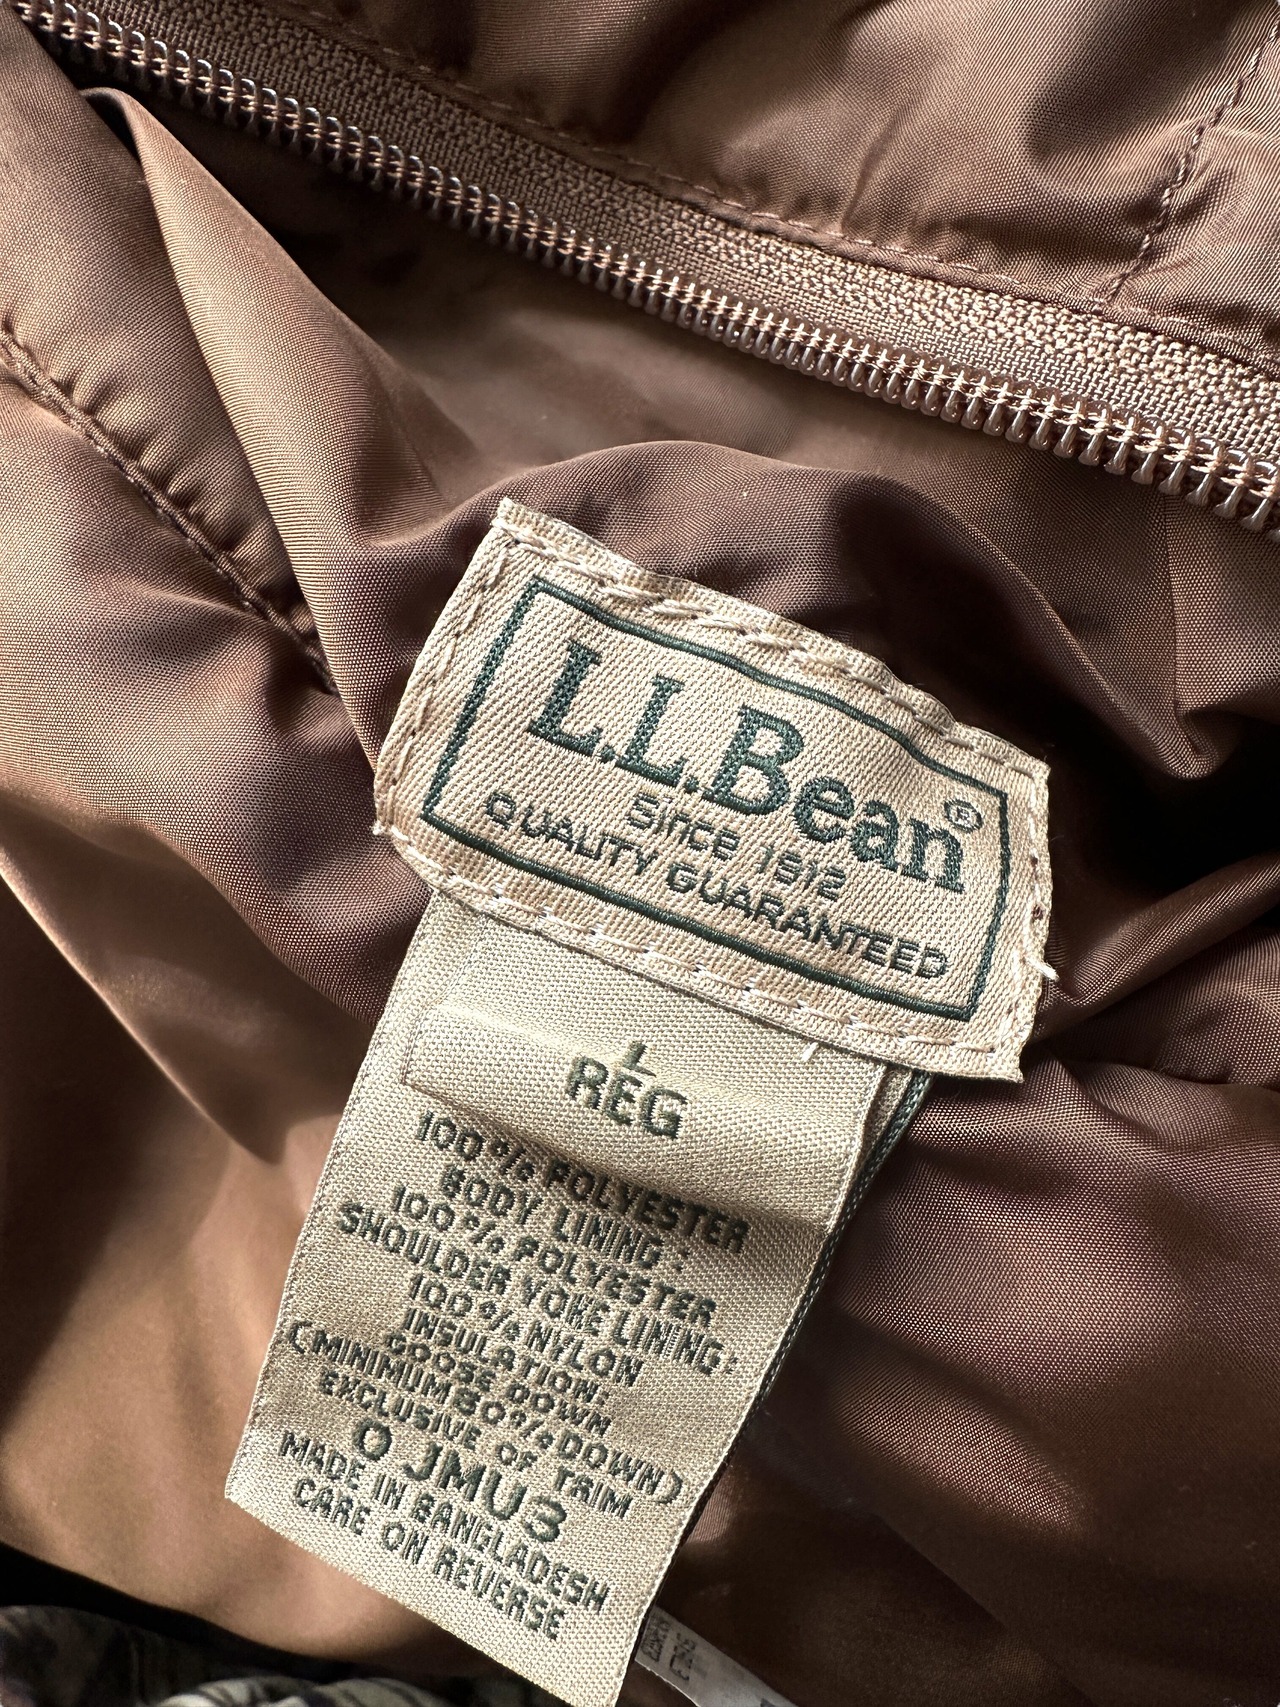 L.L.Bean®
Since 1912
QUALITY GUARANTEED
L
REG
100% POLYESTER
BODY LINING:
100% POLYESTER
SHOULDER YOKE LINING:
100% NYLON
INSULATION:
GOOSE DOWN
(MINIMUM 80% DOWN)
EXCLUSIVE OF TRIM
0 JMU3
MADE IN BANGLADESH
CARE ON REVERSE